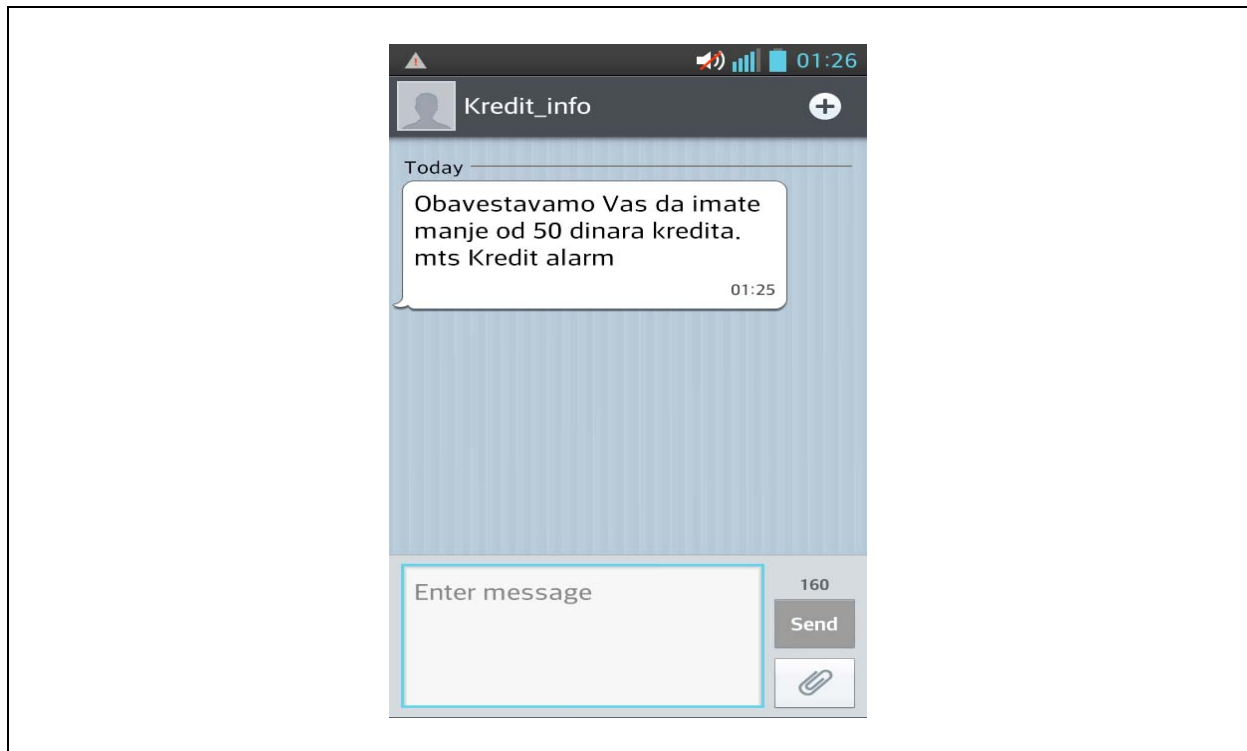 01:26
Kredit_info
Today
Obavestavamo Vas da imate
manje od 50 dinara kredita.
mts Kredit alarm
01:25
Enter message
160
Send